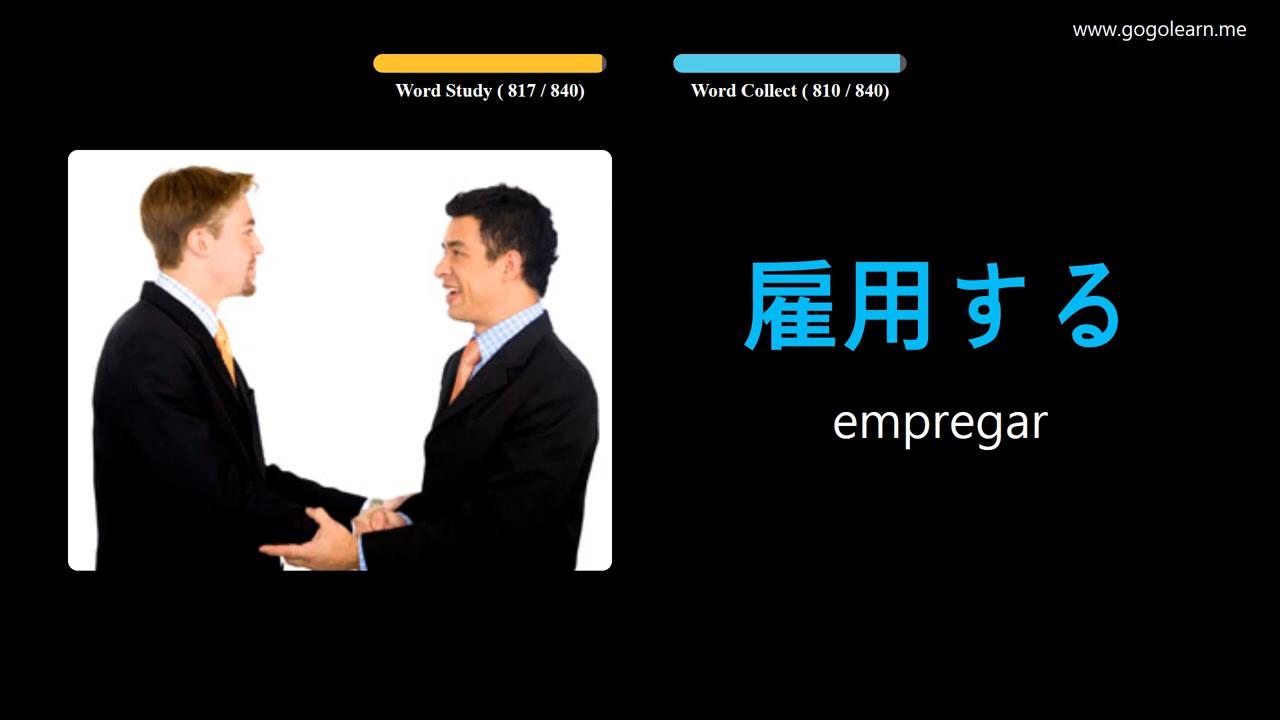 www.gogolearn.me
Word Study ( 817 / 840)
Word Collect ( 810 / 840)
雇用する
empregar